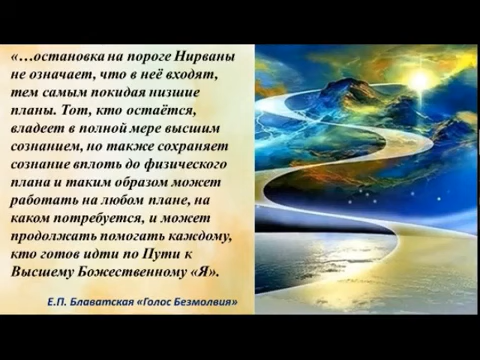 «…остановка на пороге Нирваны
не означает, что в неё входят,
тем самым покидая низшие
планы. Тот, кто остаётся,
владеет в полной мере высшим
сознанием, но также сохраняет
сознание вплоть до физического
плана и таким образом может
работать на любом плане, на
каком потребуется, и может
продолжать помогать каждому,
кто готов идти по Пути к
Высшему Божественному «Я».
Е.П. Блаватская «Голос Безмолвия»